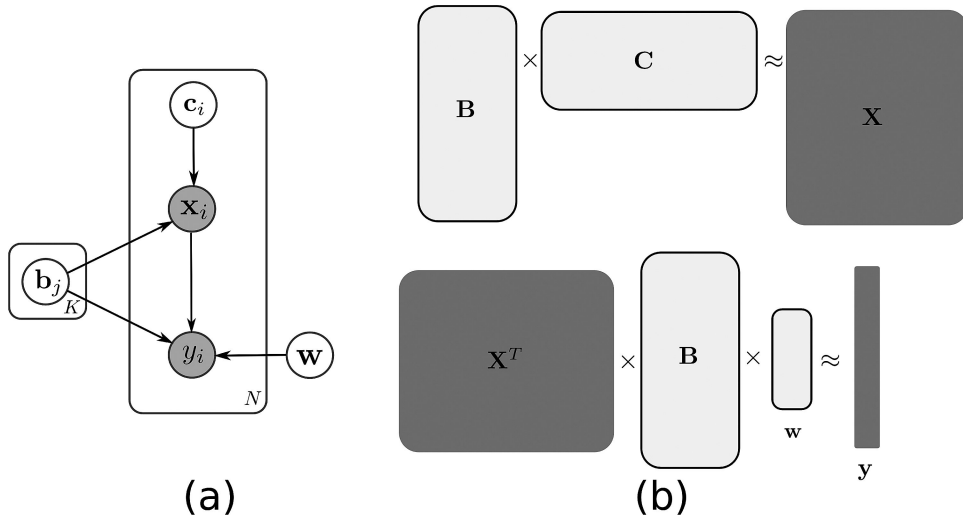 c_i
x_i
b_j
K
y_i
w
N
(a)
B × C ≈ X
X^T × B × w ≈ y
(b)